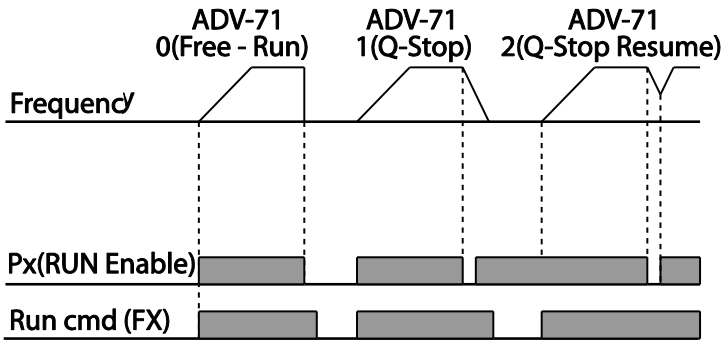 ADV-71
0(Free - Run)
ADV-71
1(Q-Stop)
ADV-71
2(Q-Stop Resume)
Frequency
Px(RUN Enable)
Run cmd (FX)